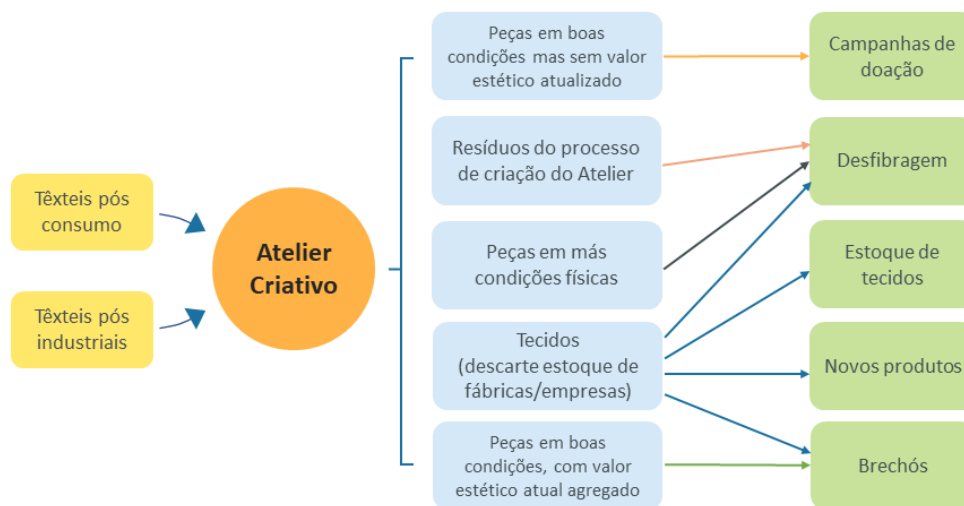 Têxteis pós
consumo
Têxteis pós
industriais
Atelier
Criativo
Peças em boas
condições mas sem valor
estético atualizado
Resíduos do processo
de criação do Atelier
Peças em más
condições físicas
Tecidos
(descarte estoque de
fábricas/empresas)
Peças em boas
condições, com valor
estético atual agregado
Campanhas de
doação
Desfibragem
Estoque de
tecidos
Novos produtos
Brechós